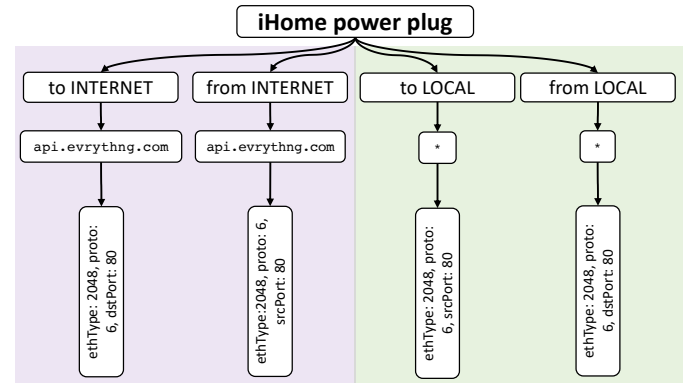 iHome power plug
to INTERNET
from INTERNET
to LOCAL
from LOCAL
api.evrythng.com
api.evrythng.com
*
*
ethType: 2048, proto:
6, dstPort: 80
ethType:2048, proto: 6,
srcPort: 80
ethType: 2048, proto:
6, srcPort: 80
ethType: 2048, proto:
6, dstPort: 80